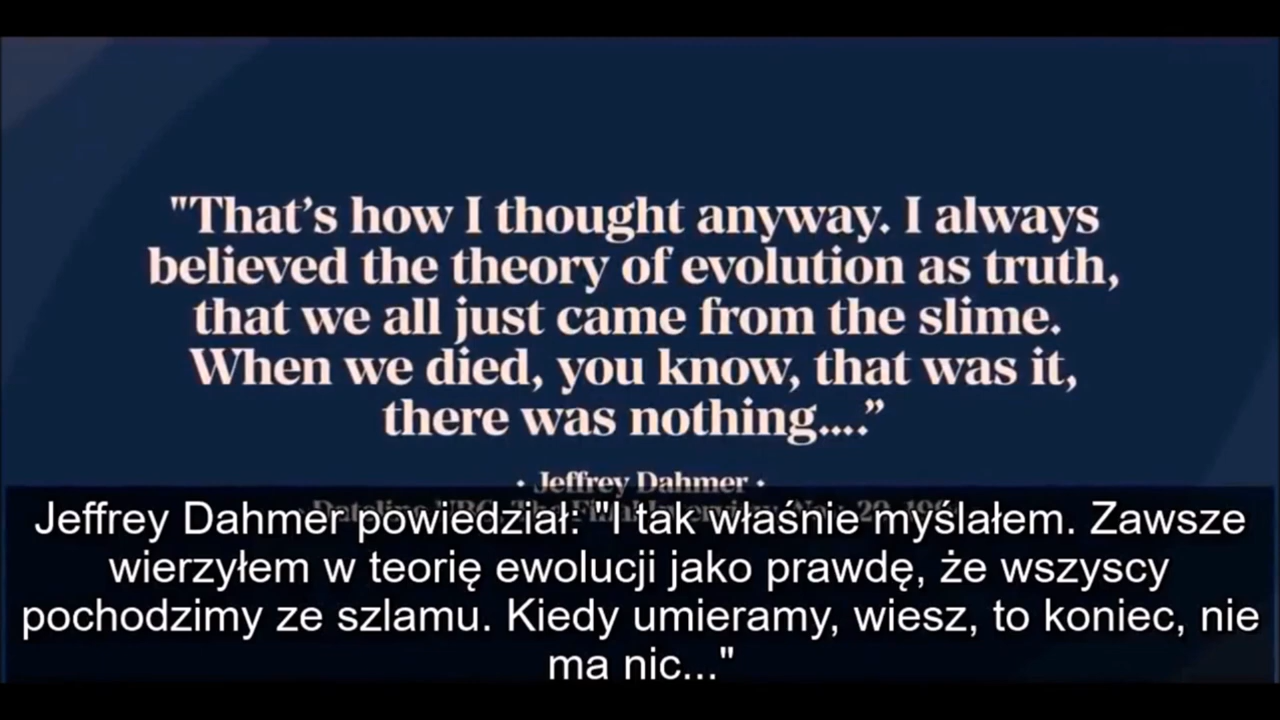 "That’s how I thought anyway. I always
believed the theory of evolution as truth,
that we all just came from the slime.
When we died, you know, that was it,
there was nothing....”
· Jeffrey Dahmer ·
Jeffrey Dahmer powiedział: "I tak właśnie myślałem. Zawsze
wierzyłem w teorię ewolucji jako prawdę, że wszyscy
pochodzimy ze szlamu. Kiedy umieramy, wiesz, to koniec, nie
ma nic..."